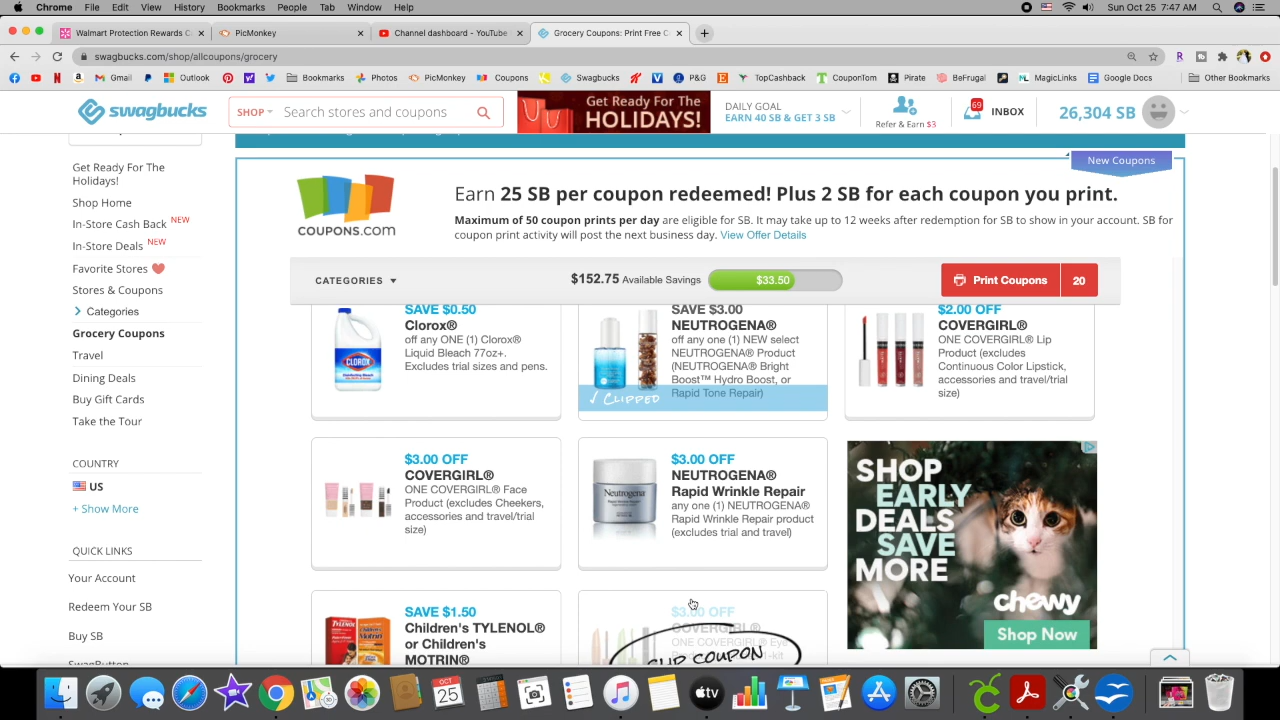 Chrome File Edit View History Bookmarks People Tab Window Help Sun Oct 25 7:47 AM
Walmart Protection Rewards C PicMonkey Channel dashboard - YouTube Grocery Coupons: Print Free C
swagbucks.com/shop/allcoupons/grocery
Gmail Outlook Bookmarks Photos PicMonkey Coupons Swagbucks P&G TopCashback CouponTom Pirate BeFrugal MagicLinks Google Docs Other Bookmarks
swagbucks SHOP Search stores and coupons Get Ready For The HOLIDAYS! DAILY GOAL EARN 40 SB & GET 3 SB Refer & Earn $3 69 INBOX 26,304 SB
Get Ready For The
Holidays!
Shop Home
In-Store Cash Back NEW
In-Store Deals NEW
Favorite Stores
Stores & Coupons
Categories
Grocery Coupons
Travel
Dining Deals
Buy Gift Cards
Take the Tour
COUNTRY
US
+ Show More
QUICK LINKS
Your Account
Redeem Your SB
Buy SB
SwagButton
New Coupons
COUPONS.com
Earn 25 SB per coupon redeemed! Plus 2 SB for each coupon you print.
Maximum of 50 coupon prints per day are eligible for SB. It may take up to 12 weeks after redemption for SB to show in your account. SB for
coupon print activity will post the next business day. View Offer Details
CATEGORIES $152.75 Available Savings $33.50 Print Coupons 20
SAVE $0.50
Clorox®
off any ONE (1) Clorox®
Liquid Bleach 77oz+.
Excludes trial sizes and pens.
CLOROX
SAVE $3.00
NEUTROGENA®
off any one (1) NEW select
NEUTROGENA® Product
(NEUTROGENA® Bright
Boost™ Hydro Boost, or
Rapid Tone Repair)
√ CLIPPED
$2.00 OFF
COVERGIRL®
ONE COVERGIRL® Lip
Product (excludes
Continuous Color Lipstick,
accessories and travel/trial
size)
$3.00 OFF
COVERGIRL®
ONE COVERGIRL® Face
Product (excludes Cheekers,
accessories and travel/trial
size)
$3.00 OFF
NEUTROGENA®
Rapid Wrinkle Repair
any one (1) NEUTROGENA®
Rapid Wrinkle Repair product
(excludes trial and travel)
Neutrogena
SHOP
EARLY
DEALS
SAVE
MORE
chewy
Shop Now
SAVE $1.50
Children's TYLENOL®
or Children's
MOTRIN®
TYLENOL
Motrin
$3.00 OFF
COVERGIRL®
ONE COVERGIRL® Eye
CLIP COUPON
OCT
25
tv